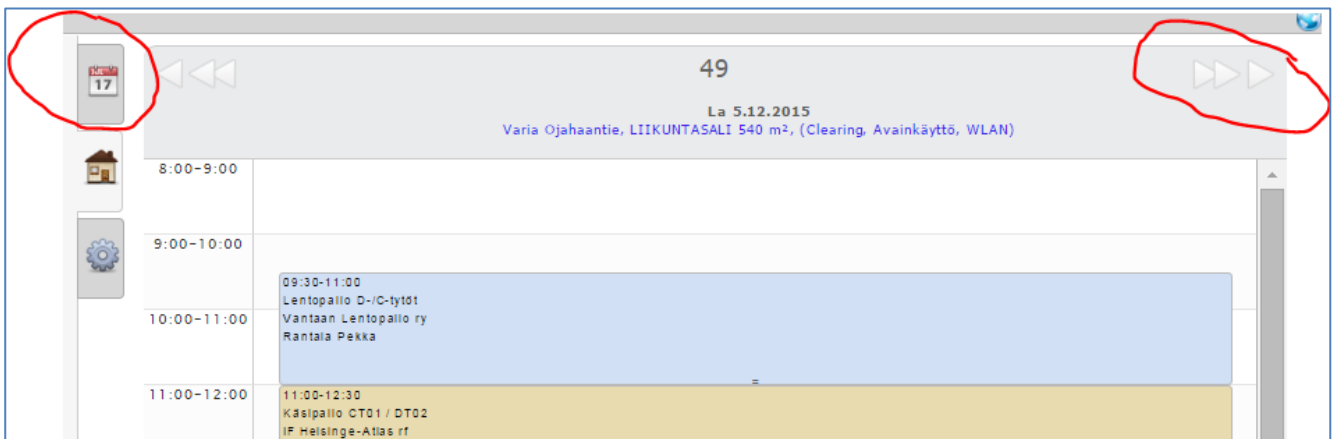 17
49
La 5.12.2015
Varia Ojahaantie, LIIKUNTASALI 540 m², (Clearing, Avainkäyttö, WLAN)
8:00-9:00
9:00-10:00
09:30-11:00
Lentopallo D-/C-tytöt
10:00-11:00
Vantaan Lentopallo ry
Rantala Pekka
=
11:00-12:00
11:00-12:30
Käsipallo CT01 / DT02
IF Helsinge-Atlas rf